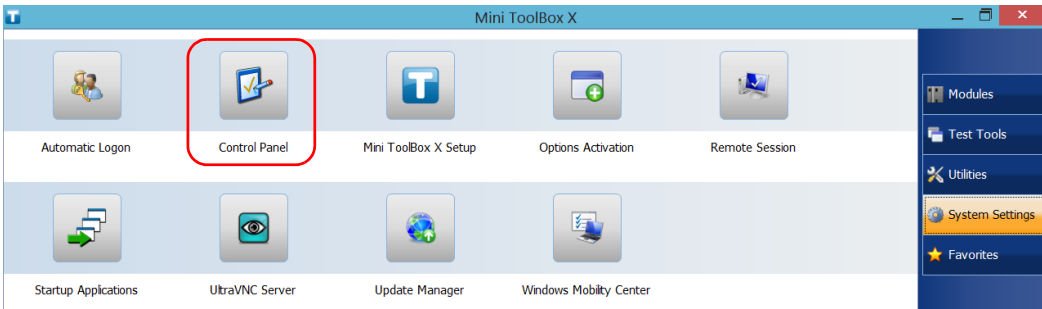 Mini ToolBox X
Automatic Logon
Control Panel
Mini ToolBox X Setup
Options Activation
Remote Session
Startup Applications
UltraVNC Server
Update Manager
Windows Mobility Center
Modules
Test Tools
Utilities
System Settings
Favorites